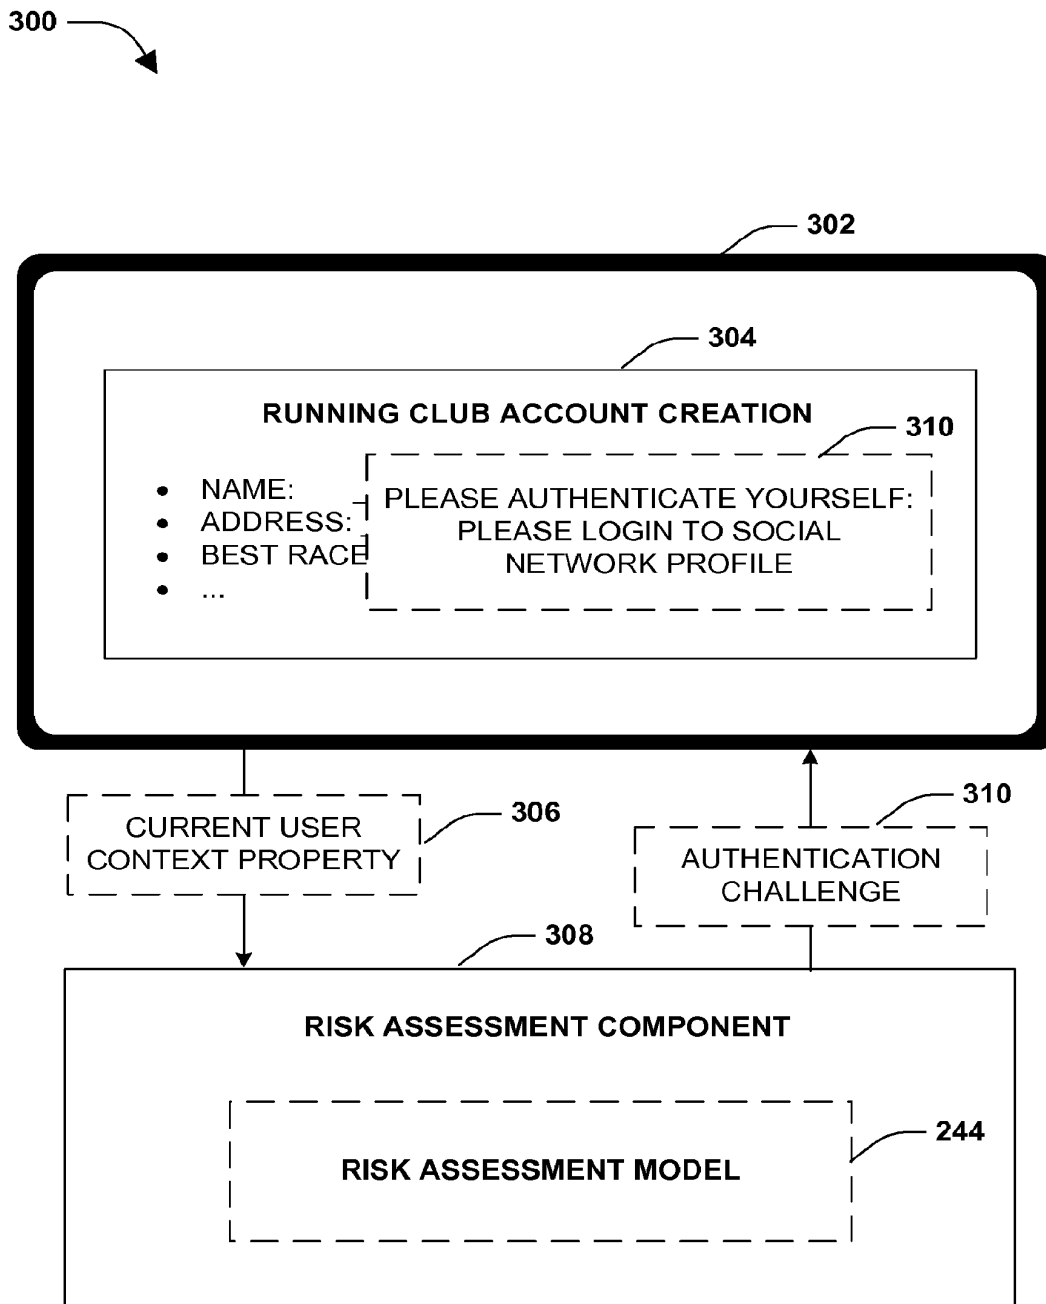 300
302
304
RUNNING CLUB ACCOUNT CREATION
310
• NAME:
• ADDRESS:
• BEST RACE
• ...
PLEASE AUTHENTICATE YOURSELF:
PLEASE LOGIN TO SOCIAL
NETWORK PROFILE
CURRENT USER
CONTEXT PROPERTY
306
310
AUTHENTICATION
CHALLENGE
308
RISK ASSESSMENT COMPONENT
244
RISK ASSESSMENT MODEL